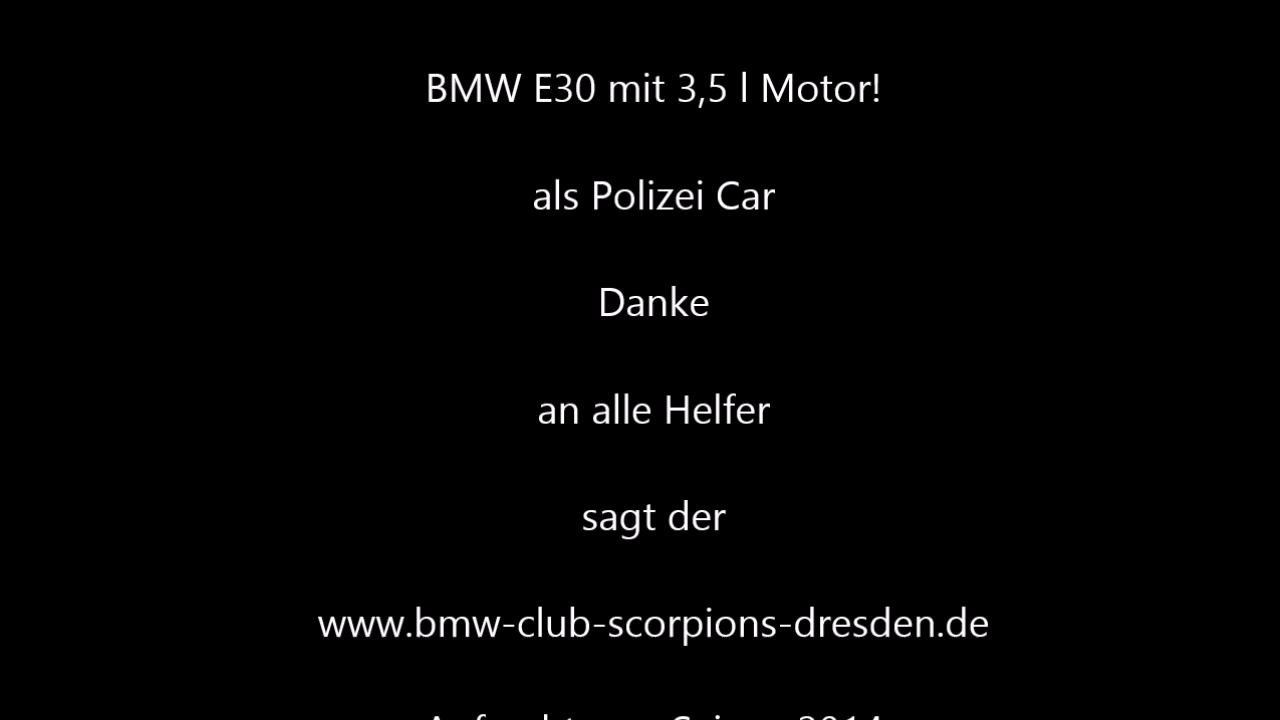 BMW E30 mit 3,5 l Motor!
als Polizei Car
Danke
an alle Helfer
sagt der
www.bmw-club-scorpions-dresden.de
2014